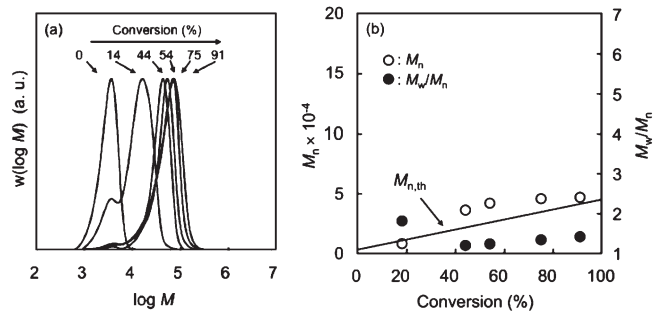 (a)
Conversion (%)
0 14 44 54 75 91
w(log M) (a. u.)
2 3 4 5 6 7
log M
(b)
20
15
10
5
0
Mn × 10-4
○: Mn
●: Mw/Mn
Mn,th
7
6
5
4
3
2
1
Mw/Mn
0 20 40 60 80 100
Conversion (%)